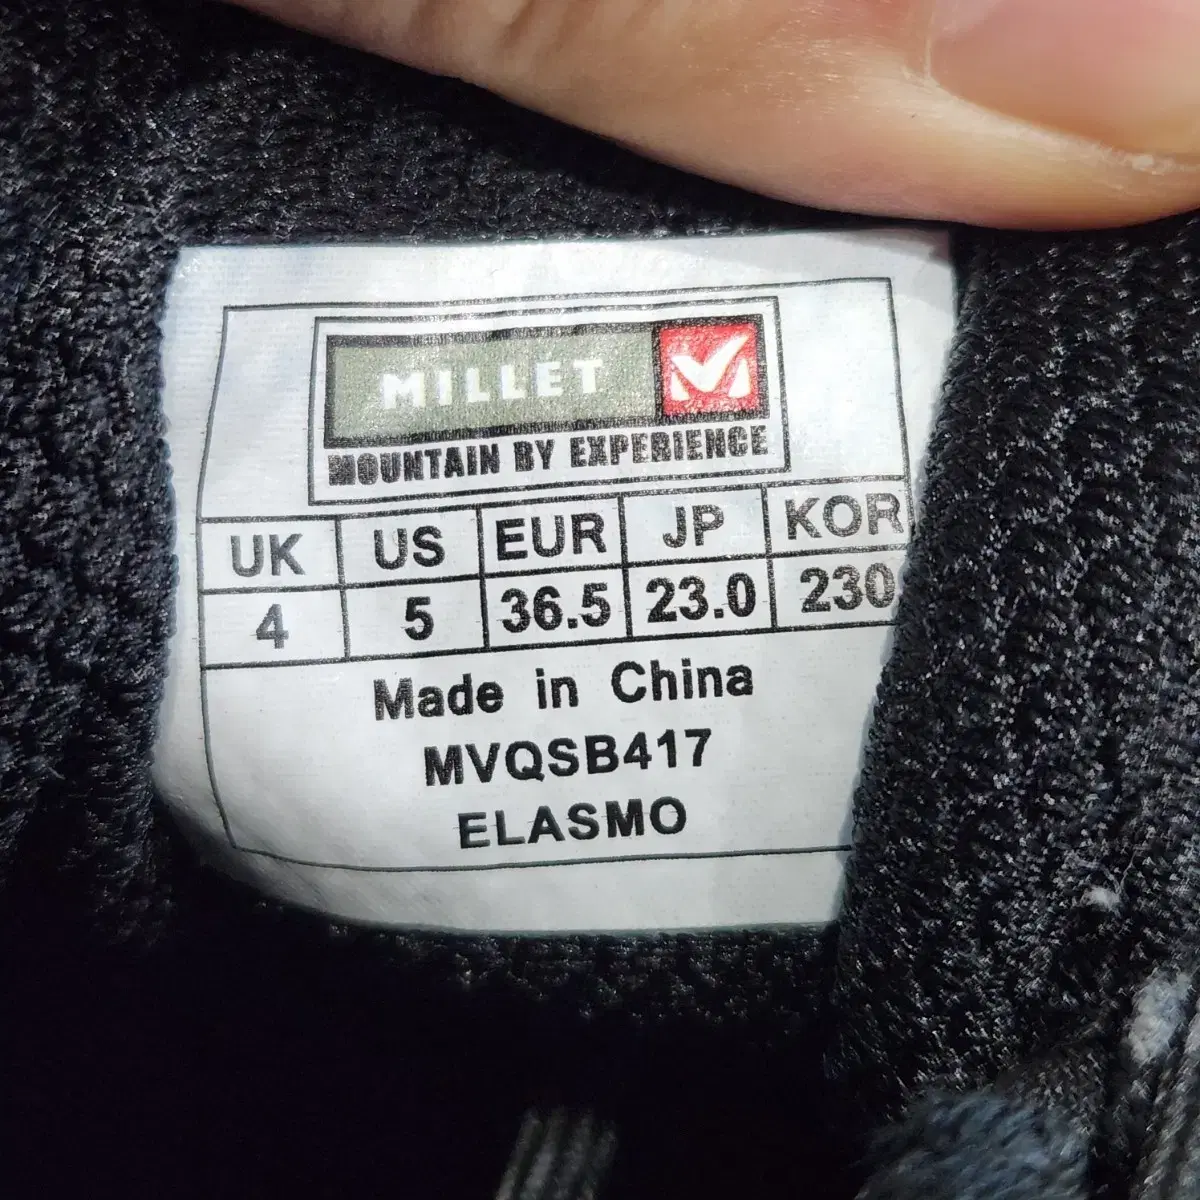 MILLET
MOUNTAIN BY EXPERIENCE
UK US EUR JP KOR
4 5 36.5 23.0 230
Made in China
MVQSB417
ELASMO